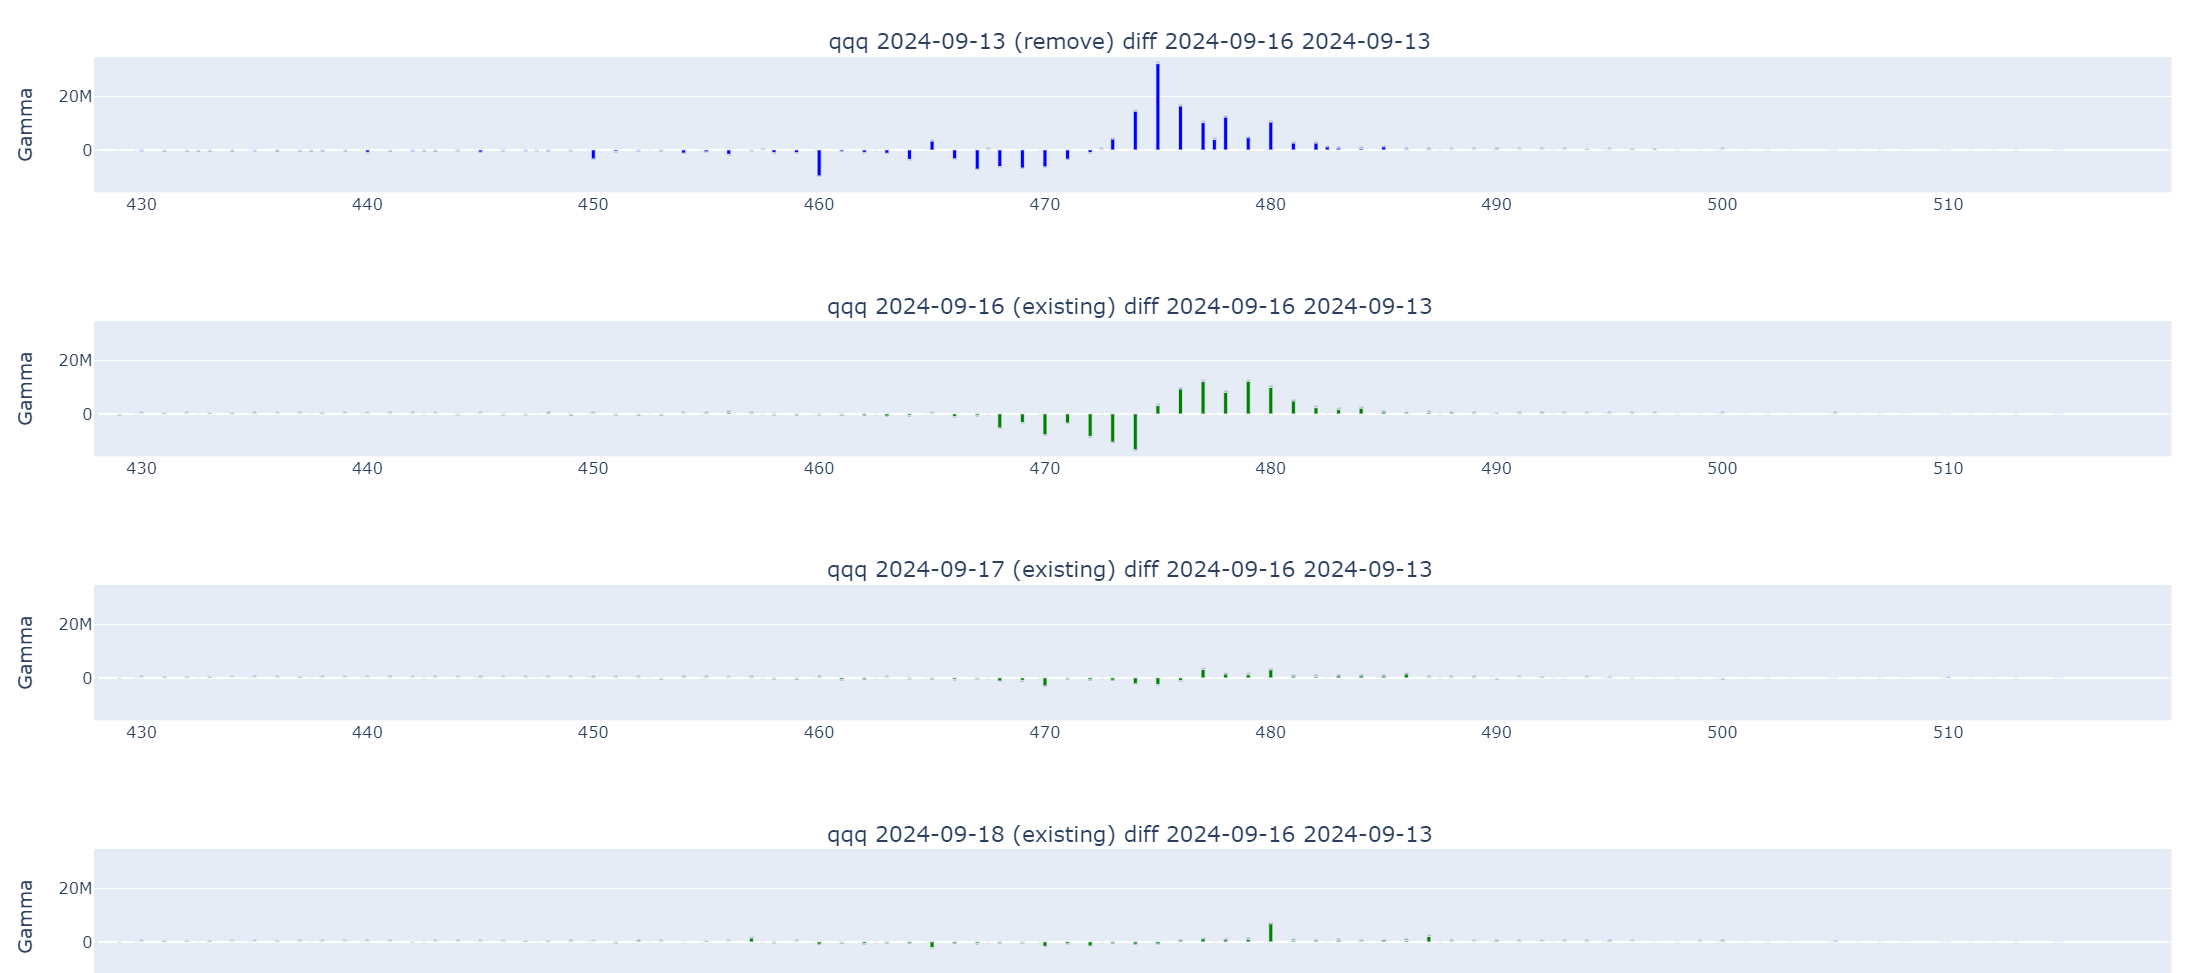 qqq 2024-09-13 (remove) diff 2024-09-16 2024-09-13
Gamma
20M
0
430 440 450 460 470 480 490 500 510
qqq 2024-09-16 (existing) diff 2024-09-16 2024-09-13
Gamma
20M
0
430 440 450 460 470 480 490 500 510
qqq 2024-09-17 (existing) diff 2024-09-16 2024-09-13
Gamma
20M
0
430 440 450 460 470 480 490 500 510
qqq 2024-09-18 (existing) diff 2024-09-16 2024-09-13
Gamma
20M
0